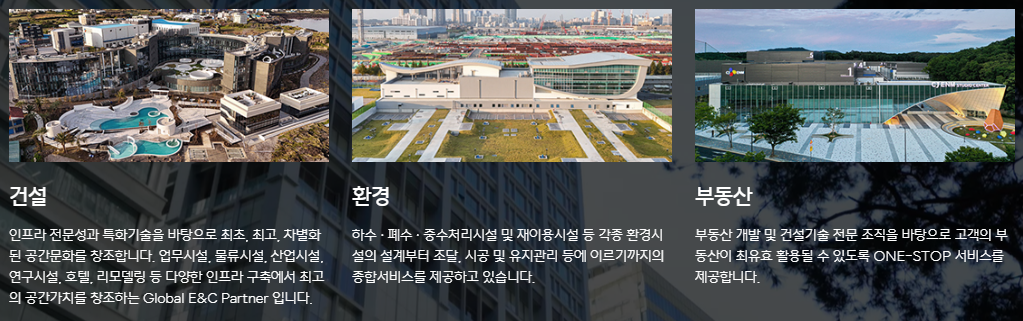 CJ ENM
1
CJ ENM STUDIO CENTER
건설
환경
부동산
인프라 전문성과 특화기술을 바탕으로 최초, 최고, 차별화
된 공간문화를 창조합니다. 업무시설, 물류시설, 산업시설,
연구시설, 호텔, 리모델링 등 다양한 인프라 구축에서 최고
의 공간가치를 창조하는 Global E&C Partner 입니다.
하수 · 폐수 · 중수처리시설 및 재이용시설 등 각종 환경시
설의 설계부터 조달, 시공 및 유지관리 등에 이르기까지의
종합서비스를 제공하고 있습니다.
부동산 개발 및 건설기술 전문 조직을 바탕으로 고객의 부
동산이 최유효 활용될 수 있도록 ONE-STOP 서비스를
제공합니다.